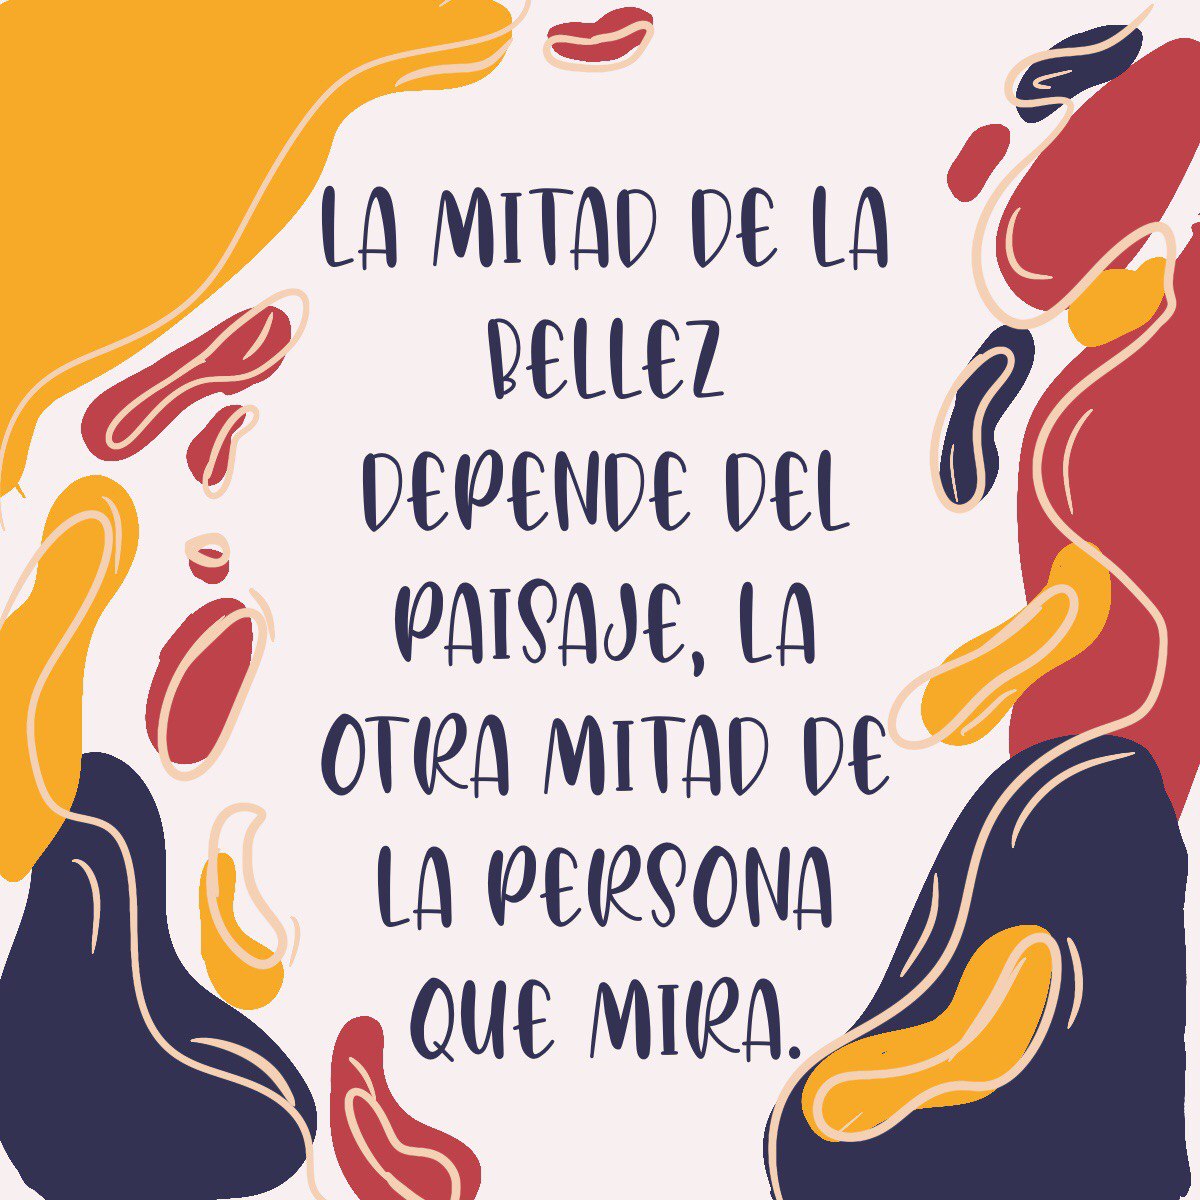 LA MITAD DE LA
BELLEZ
DEPENDE DEL
PAISAJE, LA
OTRA MITAD DE
LA PERSONA
QUE MIRA.